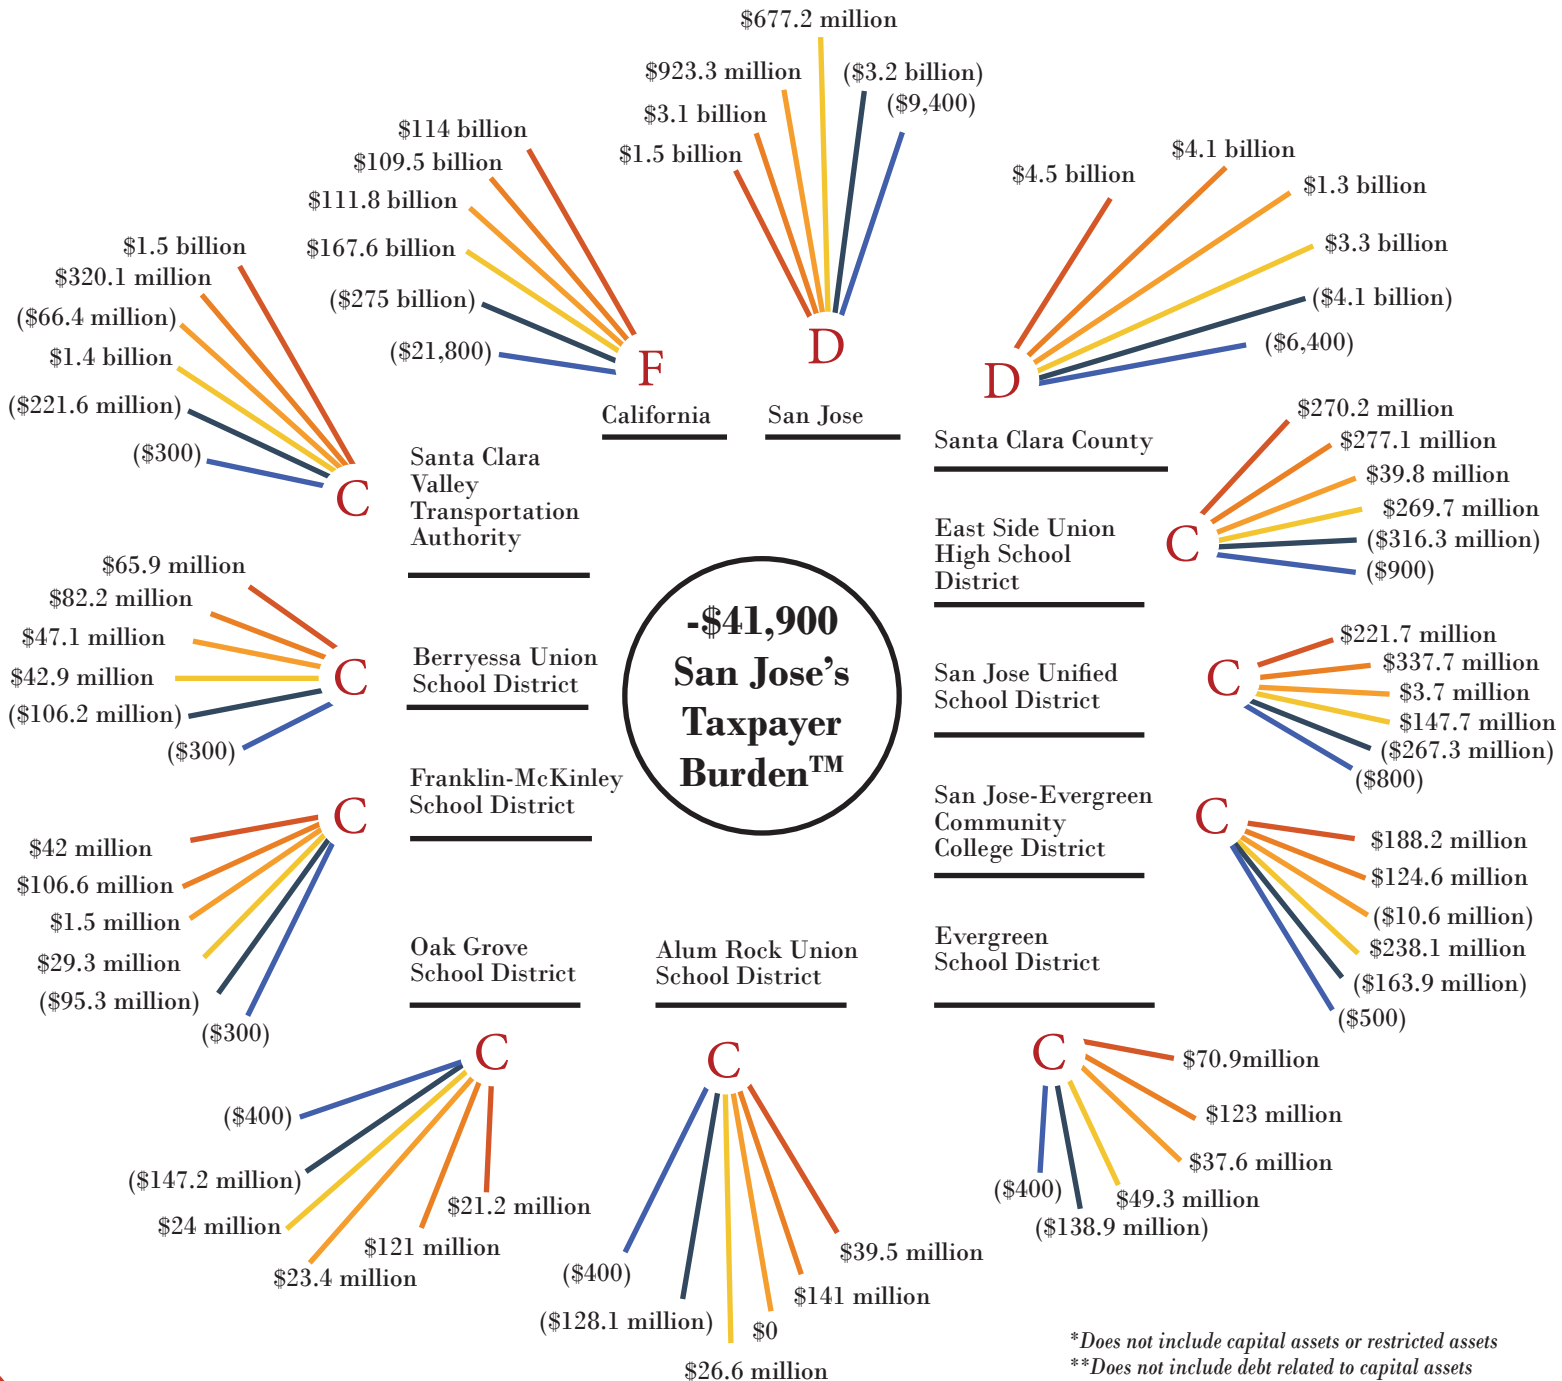 $677.2 million
$923.3 million
($3.2 billion)
$3.1 billion
($9,400)
$1.5 billion
D
San Jose
$114 billion
$109.5 billion
$111.8 billion
$167.6 billion
($275 billion)
($21,800)
F
California
$4.5 billion
$4.1 billion
$1.3 billion
$3.3 billion
($4.1 billion)
($6,400)
D
Santa Clara County
$1.5 billion
$320.1 million
($66.4 million)
$1.4 billion
($221.6 million)
($300)
C
Santa Clara
Valley
Transportation
Authority
$270.2 million
$277.1 million
$39.8 million
$269.7 million
($316.3 million)
($900)
C
East Side Union
High School
District
$65.9 million
$82.2 million
$47.1 million
$42.9 million
($106.2 million)
($300)
C
Berryessa Union
School District
-$41,900
San Jose's
Taxpayer
Burden™
$221.7 million
$337.7 million
$3.7 million
$147.7 million
($267.3 million)
($800)
C
San Jose Unified
School District
C
Franklin-McKinley
School District
$42 million
$106.6 million
$1.5 million
$29.3 million
($95.3 million)
($300)
San Jose-Evergreen
Community
College District
C
$188.2 million
$124.6 million
($10.6 million)
$238.1 million
($163.9 million)
($500)
Oak Grove
School District
C
($400)
($147.2 million)
$24 million
$23.4 million
$121 million
$21.2 million
Alum Rock Union
School District
C
($400)
($128.1 million)
$26.6 million
$0
$141 million
$39.5 million
Evergreen
School District
C
$70.9million
$123 million
$37.6 million
$49.3 million
($138.9 million)
($400)
*Does not include capital assets or restricted assets
**Does not include debt related to capital assets